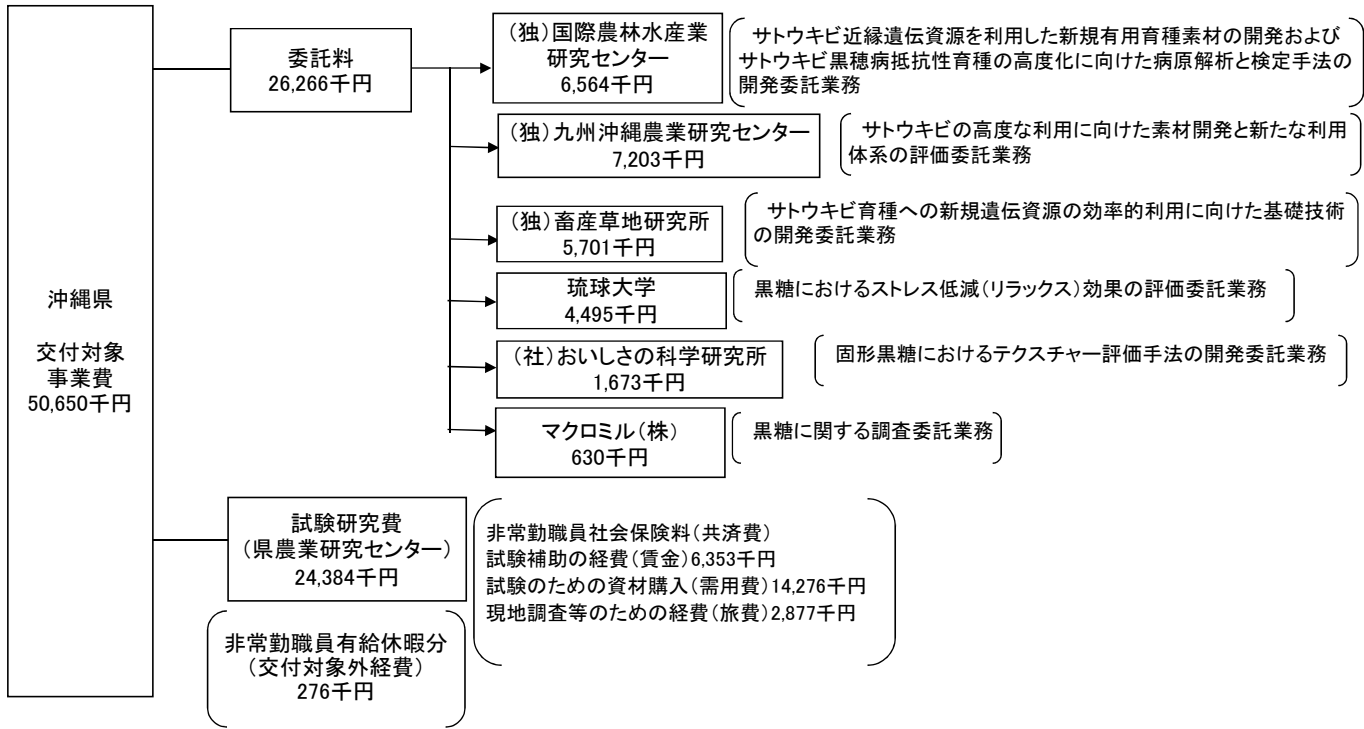 沖縄県
交付対象
事業費
50,650千円
委託料
26,266千円
(独)国際農林水産業
研究センター
6,564千円
サトウキビ近縁遺伝資源を利用した新規有用育種素材の開発および
サトウキビ黒穂病抵抗性育種の高度化に向けた病原解析と検定手法の
開発委託業務
(独)九州沖縄農業研究センター
7,203千円
サトウキビの高度な利用に向けた素材開発と新たな利用
体系の評価委託業務
(独)畜産草地研究所
5,701千円
サトウキビ育種への新規遺伝資源の効率的利用に向けた基礎技術
の開発委託業務
琉球大学
4,495千円
黒糖におけるストレス低減(リラックス)効果の評価委託業務
(社)おいしさの科学研究所
1,673千円
固形黒糖におけるテクスチャー評価手法の開発委託業務
マクロミル(株)
630千円
黒糖に関する調査委託業務
試験研究費
(県農業研究センター)
24,384千円
非常勤職員社会保険料(共済費)
試験補助の経費(賃金)6,353千円
試験のための資材購入(需用費)14,276千円
現地調査等のための経費(旅費)2,877千円
非常勤職員有給休暇分
(交付対象外経費)
276千円